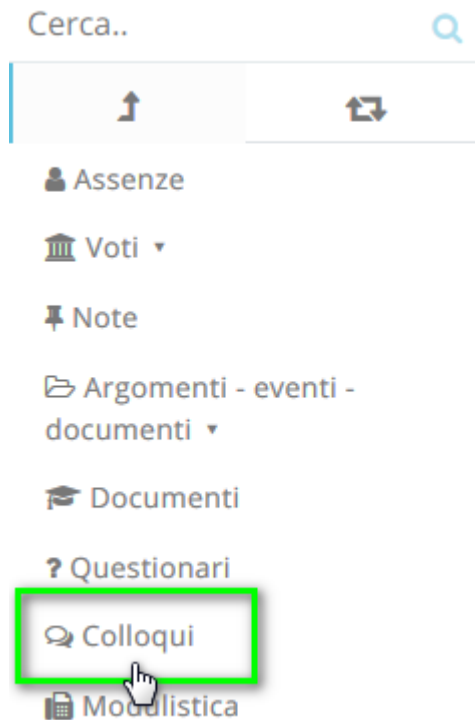 Cerca..
Assenze
Voti
Note
Argomenti - eventi -
documenti
Documenti
? Questionari
Colloqui
Modulistica